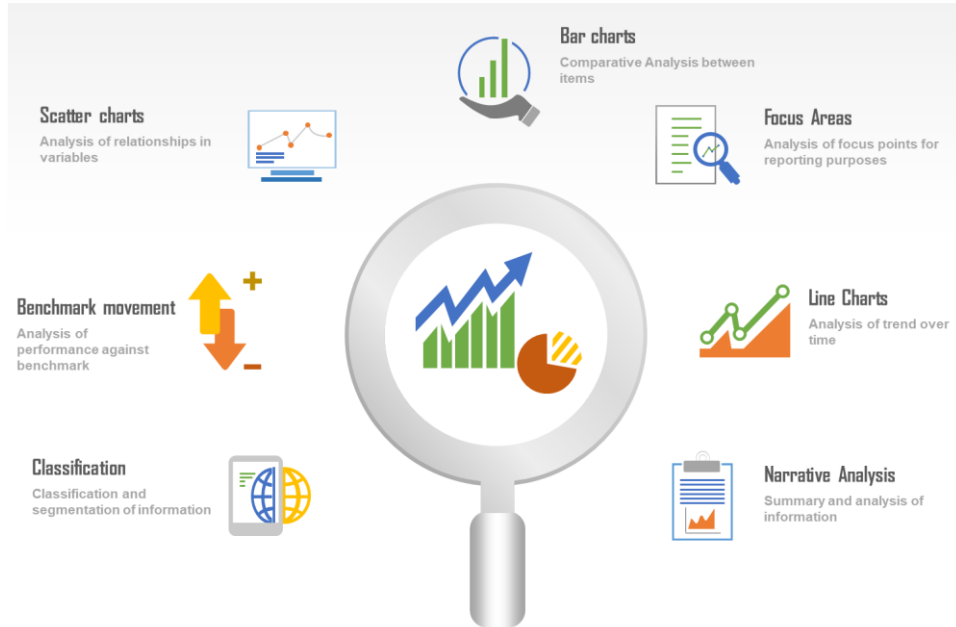 Bar charts
Comparative Analysis between
items
Scatter charts
Analysis of relationships in
variables
Focus Areas
Analysis of focus points for
reporting purposes
Benchmark movement
Analysis of
performance against
benchmark
Line Charts
Analysis of trend over
time
Classification
Classification and
segmentation of information
Narrative Analysis
Summary and analysis of
information